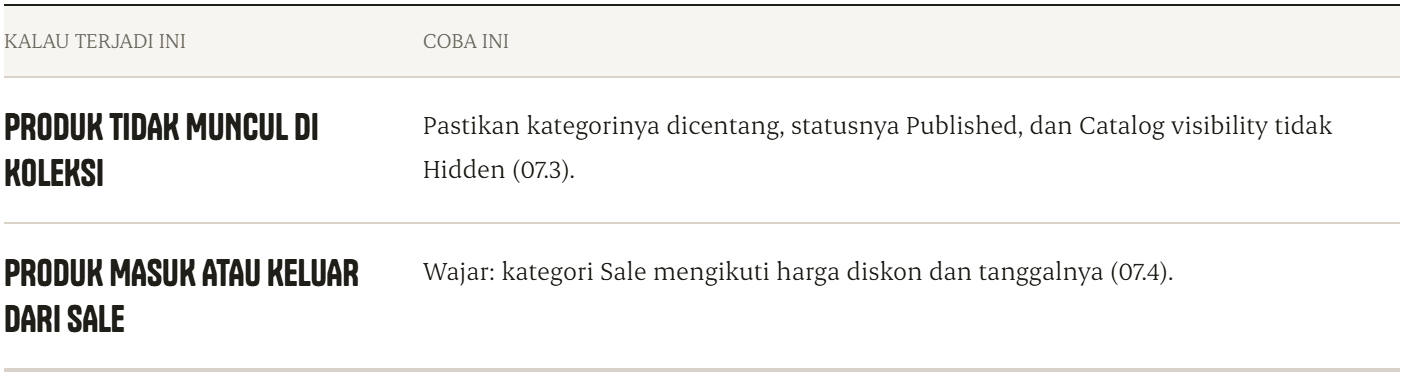 KALAU TERJADI INI
COBA INI
PRODUK TIDAK MUNCUL DI
KOLEKSI
Pastikan kategorinya dicentang, statusnya Published, dan Catalog visibility tidak
Hidden (07.3).
PRODUK MASUK ATAU KELUAR
DARI SALE
Wajar: kategori Sale mengikuti harga diskon dan tanggalnya (07.4).